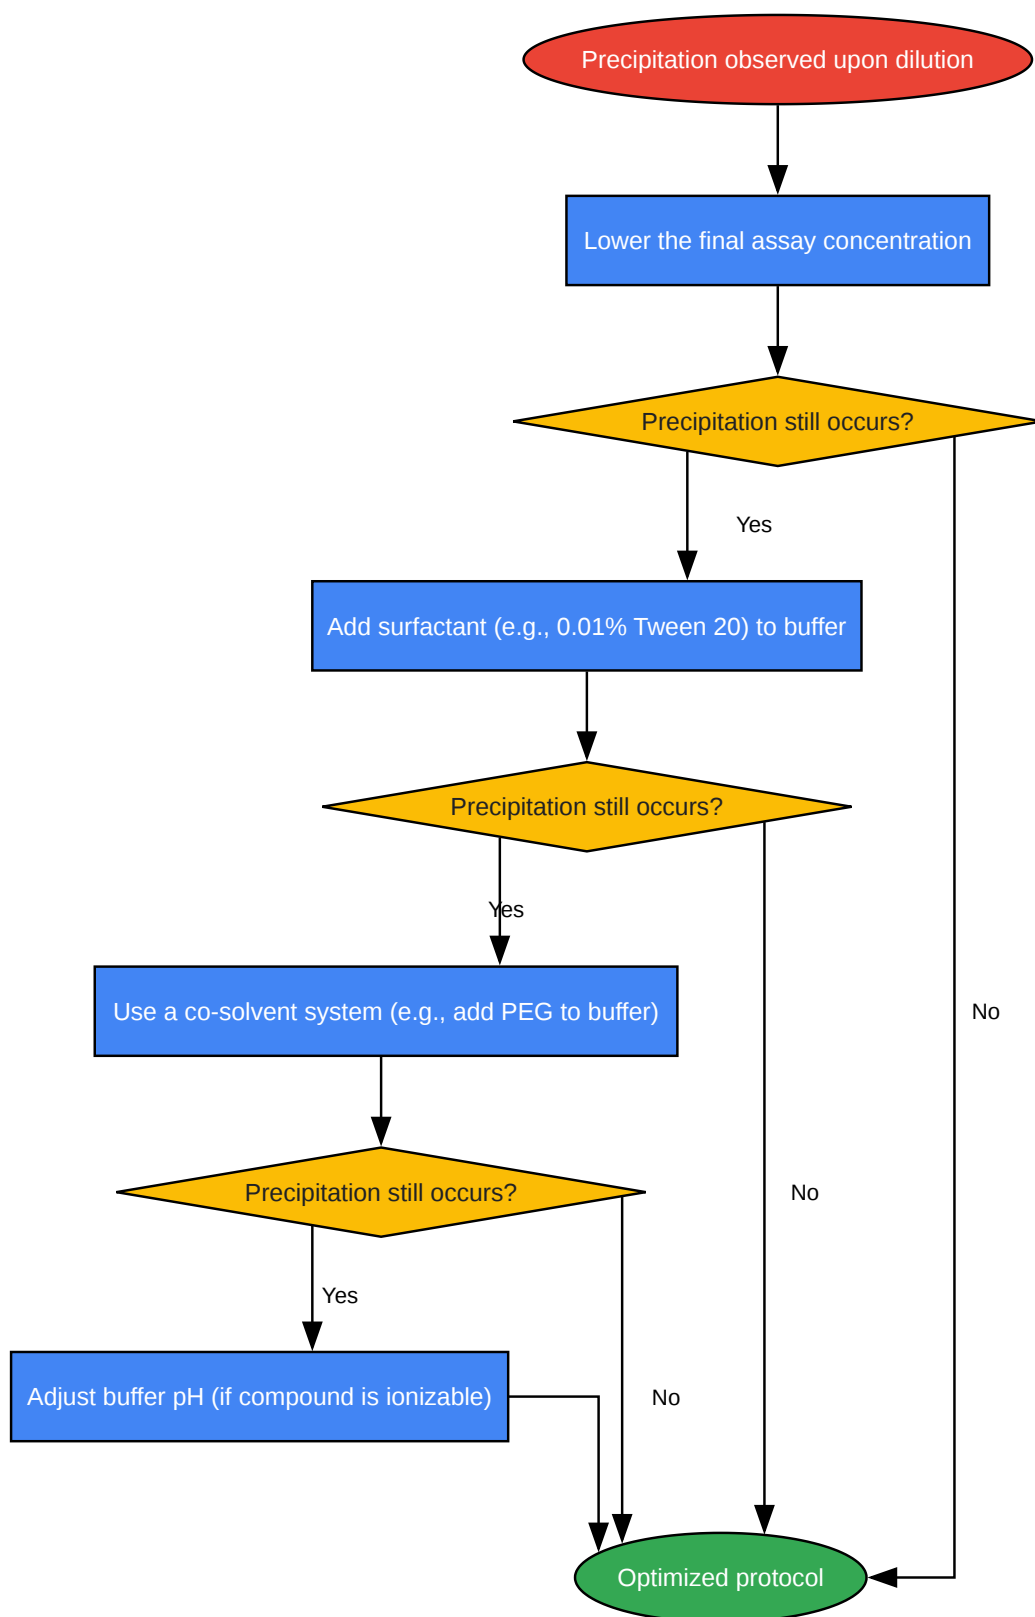 Precipitation observed upon dilution
Lower the final assay concentration
Precipitation still occurs?
Yes
Add surfactant (e.g., 0.01% Tween 20) to buffer
Precipitation still occurs?
Yes
Use a co-solvent system (e.g., add PEG to buffer)
No
Precipitation still occurs?
No
Yes
Adjust buffer pH (if compound is ionizable)
No
Optimized protocol